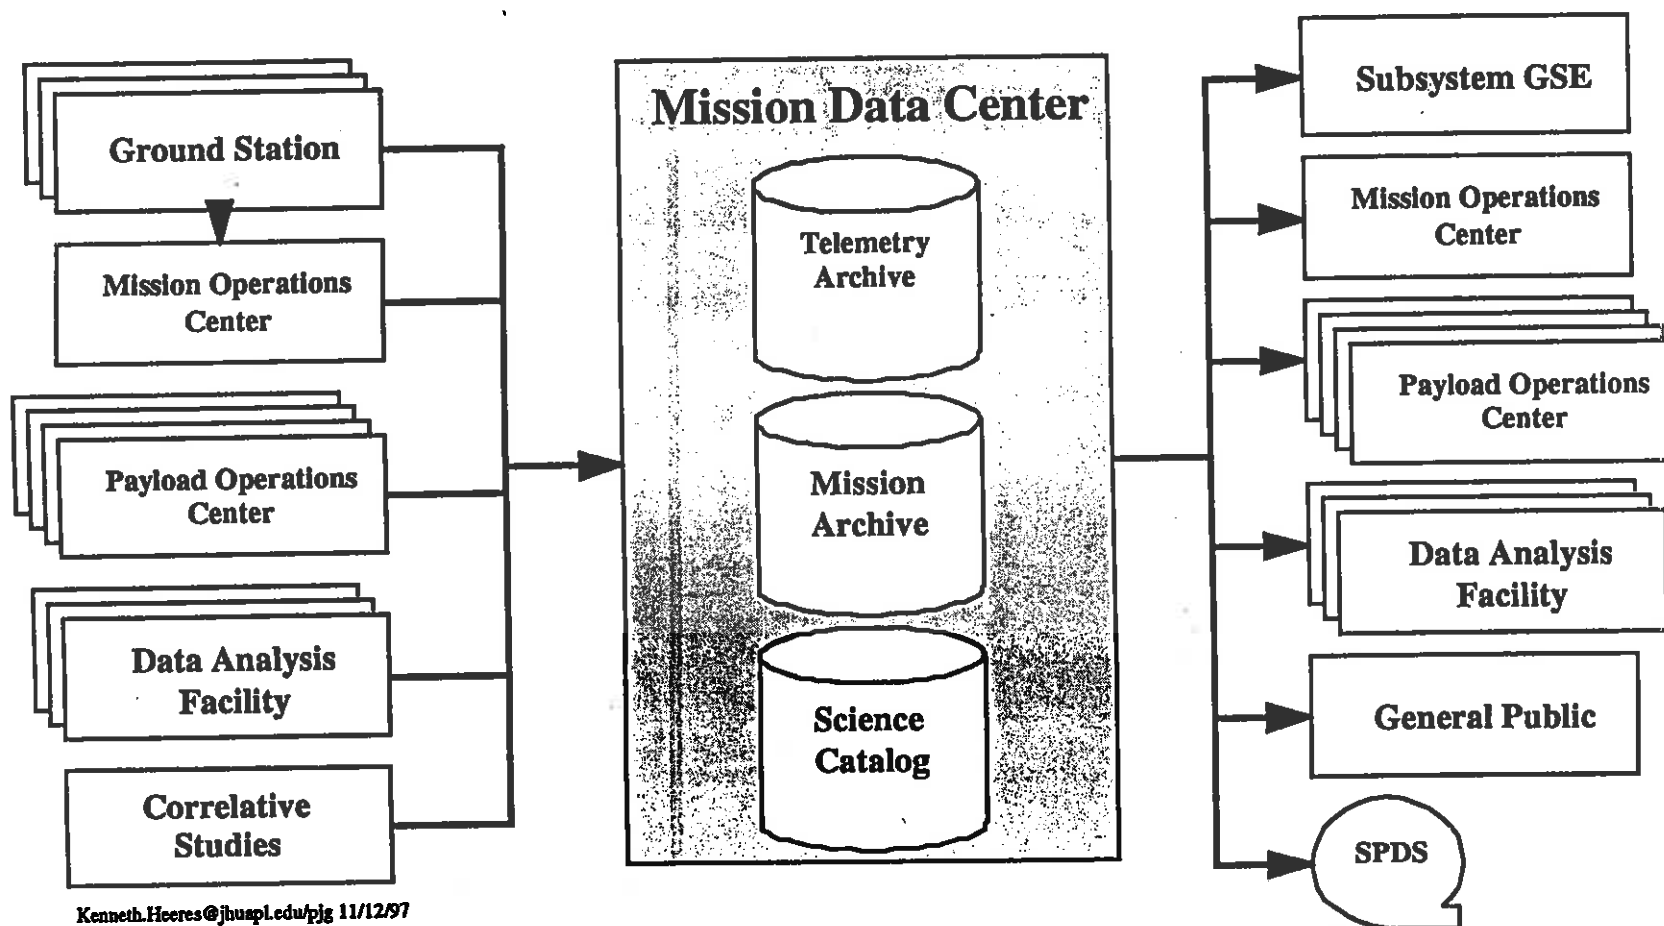 Ground Station
Mission Operations
Center
Payload Operations
Center
Data Analysis
Facility
Correlative
Studies
Mission Data Center
Telemetry
Archive
Mission
Archive
Science
Catalog
Subsystem GSE
Mission Operations
Center
Payload Operations
Center
Data Analysis
Facility
General Public
SPDS
Kenneth.Heeres@jhuapl.edu/pjg 11/12/97